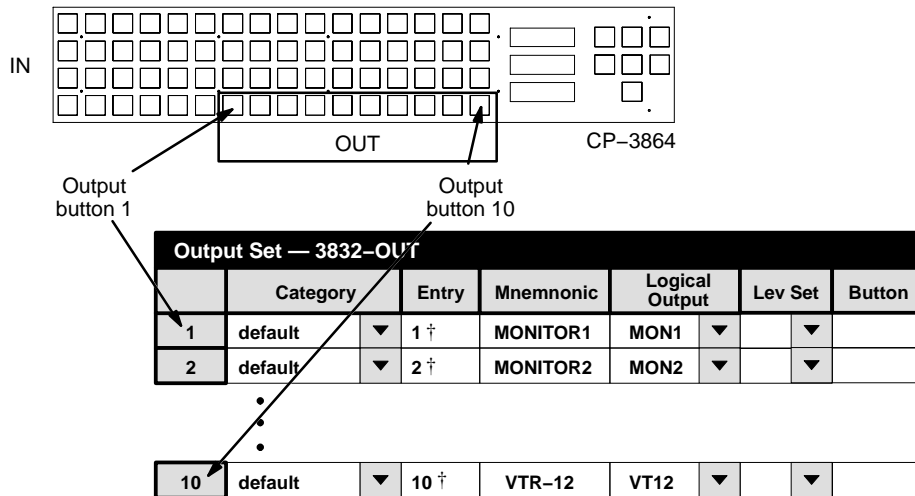 IN
OUT
CP–3864
Output
button 1
Output
button 10
Output Set — 3832–OUT
Category Entry Mnemnonic Logical Output Lev Set Button
1 default 1 † MONITOR1 MON1
2 default 2 † MONITOR2 MON2
10 default 10 † VTR–12 VT12